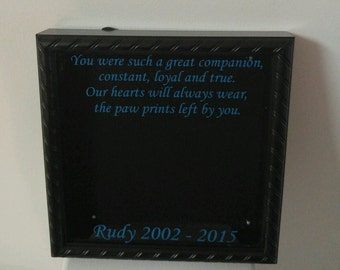 You were such a great companion,
constant, loyal and true.
Our hearts will always wear,
the paw prints left by you.
Rudy 2002 - 2015